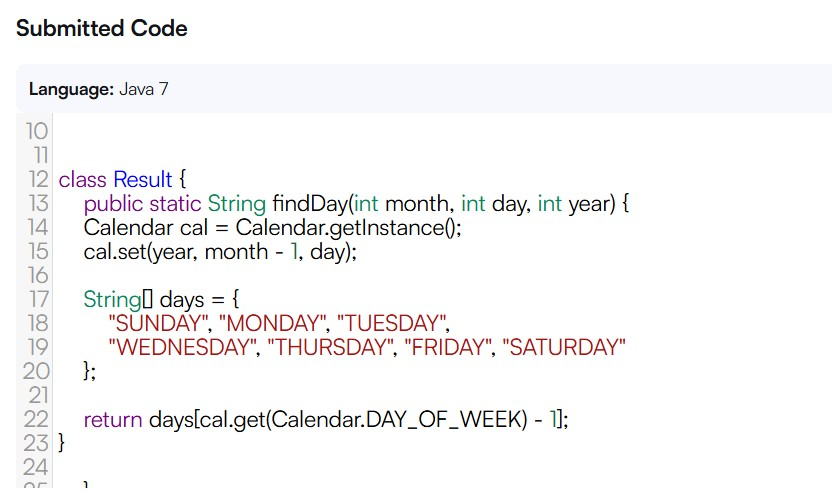 Submitted Code
Language: Java 7
10
11
12 class Result {
13 public static String findDay(int month, int day, int year) {
14 Calendar cal = Calendar.getInstance();
15 cal.set(year, month - 1, day);
16
17 String[] days = {
18 "SUNDAY", "MONDAY", "TUESDAY",
19 "WEDNESDAY", "THURSDAY", "FRIDAY", "SATURDAY"
20 };
21
22 return days[cal.get(Calendar.DAY_OF_WEEK) - 1];
23 }
24